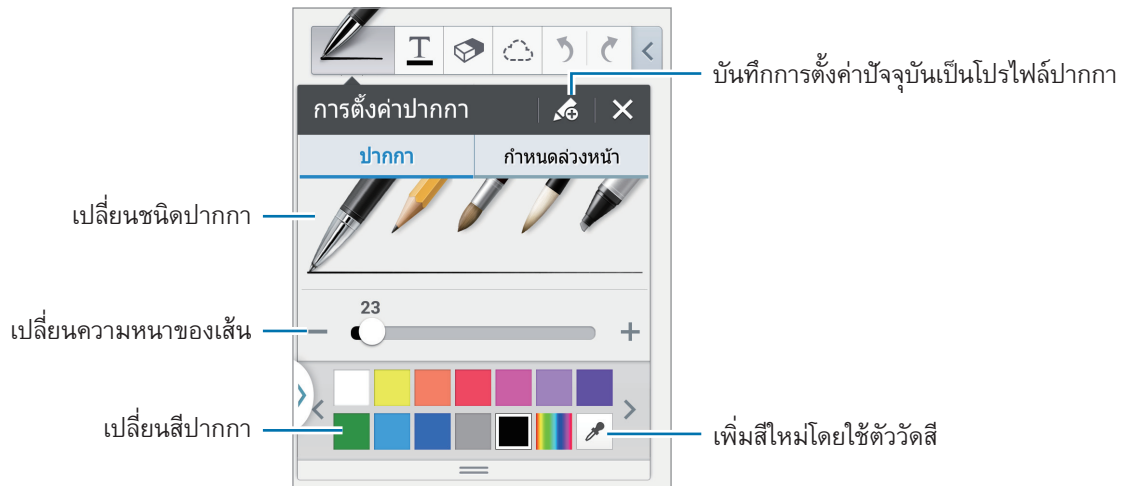 บันทึกการตั้งค่าปัจจุบันเป็นโปรไฟล์ปากกา
การตั้งค่าปากกา
ปากกา
กำหนดล่วงหน้า
เปลี่ยนชนิดปากกา
23
เปลี่ยนความหนาของเส้น
เปลี่ยนสีปากกา
เพิ่มสีใหม่โดยใช้ตัววัดสี